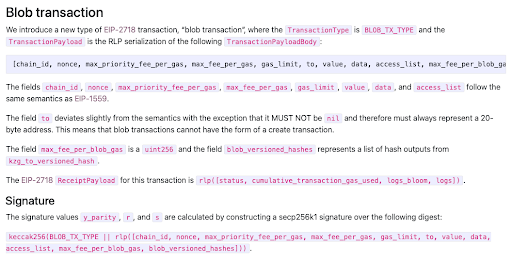 Blob transaction
We introduce a new type of EIP-2718 transaction, "blob transaction", where the TransactionType is BLOB_TX_TYPE and the
TransactionPayload is the RLP serialization of the following TransactionPayloadBody :
[chain_id, nonce, max_priority_fee_per_gas, max_fee_per_gas, gas_limit, to, value, data, access_list, max_fee_per_blob_ga
The fields chain_id , nonce , max_priority_fee_per_gas , max_fee_per_gas , gas_limit , value , data , and access_list follow the
same semantics as EIP-1559.
The field to deviates slightly from the semantics with the exception that it MUST NOT be nil and therefore must always represent a 20-
byte address. This means that blob transactions cannot have the form of a create transaction.
The field max_fee_per_blob_gas is a uint256 and the field blob_versioned_hashes represents a list of hash outputs from
kzg_to_versioned_hash .
The EIP-2718 ReceiptPayload for this transaction is rlp([status, cumulative_transaction_gas_used, logs_bloom, logs]) .
Signature
The signature values y_parity , r , and s are calculated by constructing a secp256k1 signature over the following digest:
keccak256(BLOB_TX_TYPE || rlp([chain_id, nonce, max_priority_fee_per_gas, max_fee_per_gas, gas_limit, to, value, data,
access_list, max_fee_per_blob_gas, blob_versioned_hashes])) .